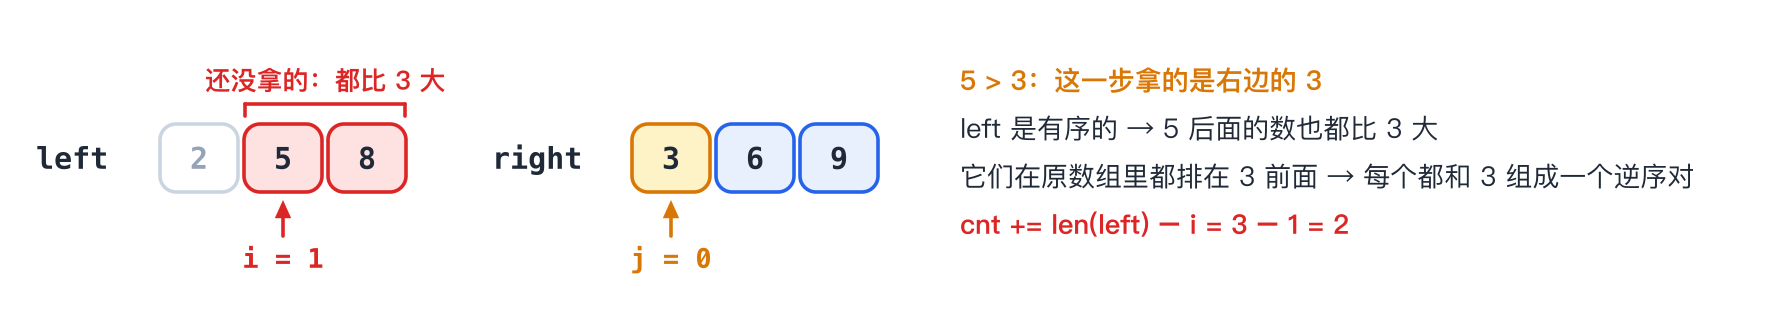 还没拿的：都比 3 大
left 2 5 8
i = 1
right 3 6 9
j = 0
5 > 3：这一步拿的是右边的 3
left 是有序的 → 5 后面的数也都比 3 大
它们在原数组里都排在 3 前面 → 每个都和 3 组成一个逆序对
cnt += len(left) − i = 3 − 1 = 2